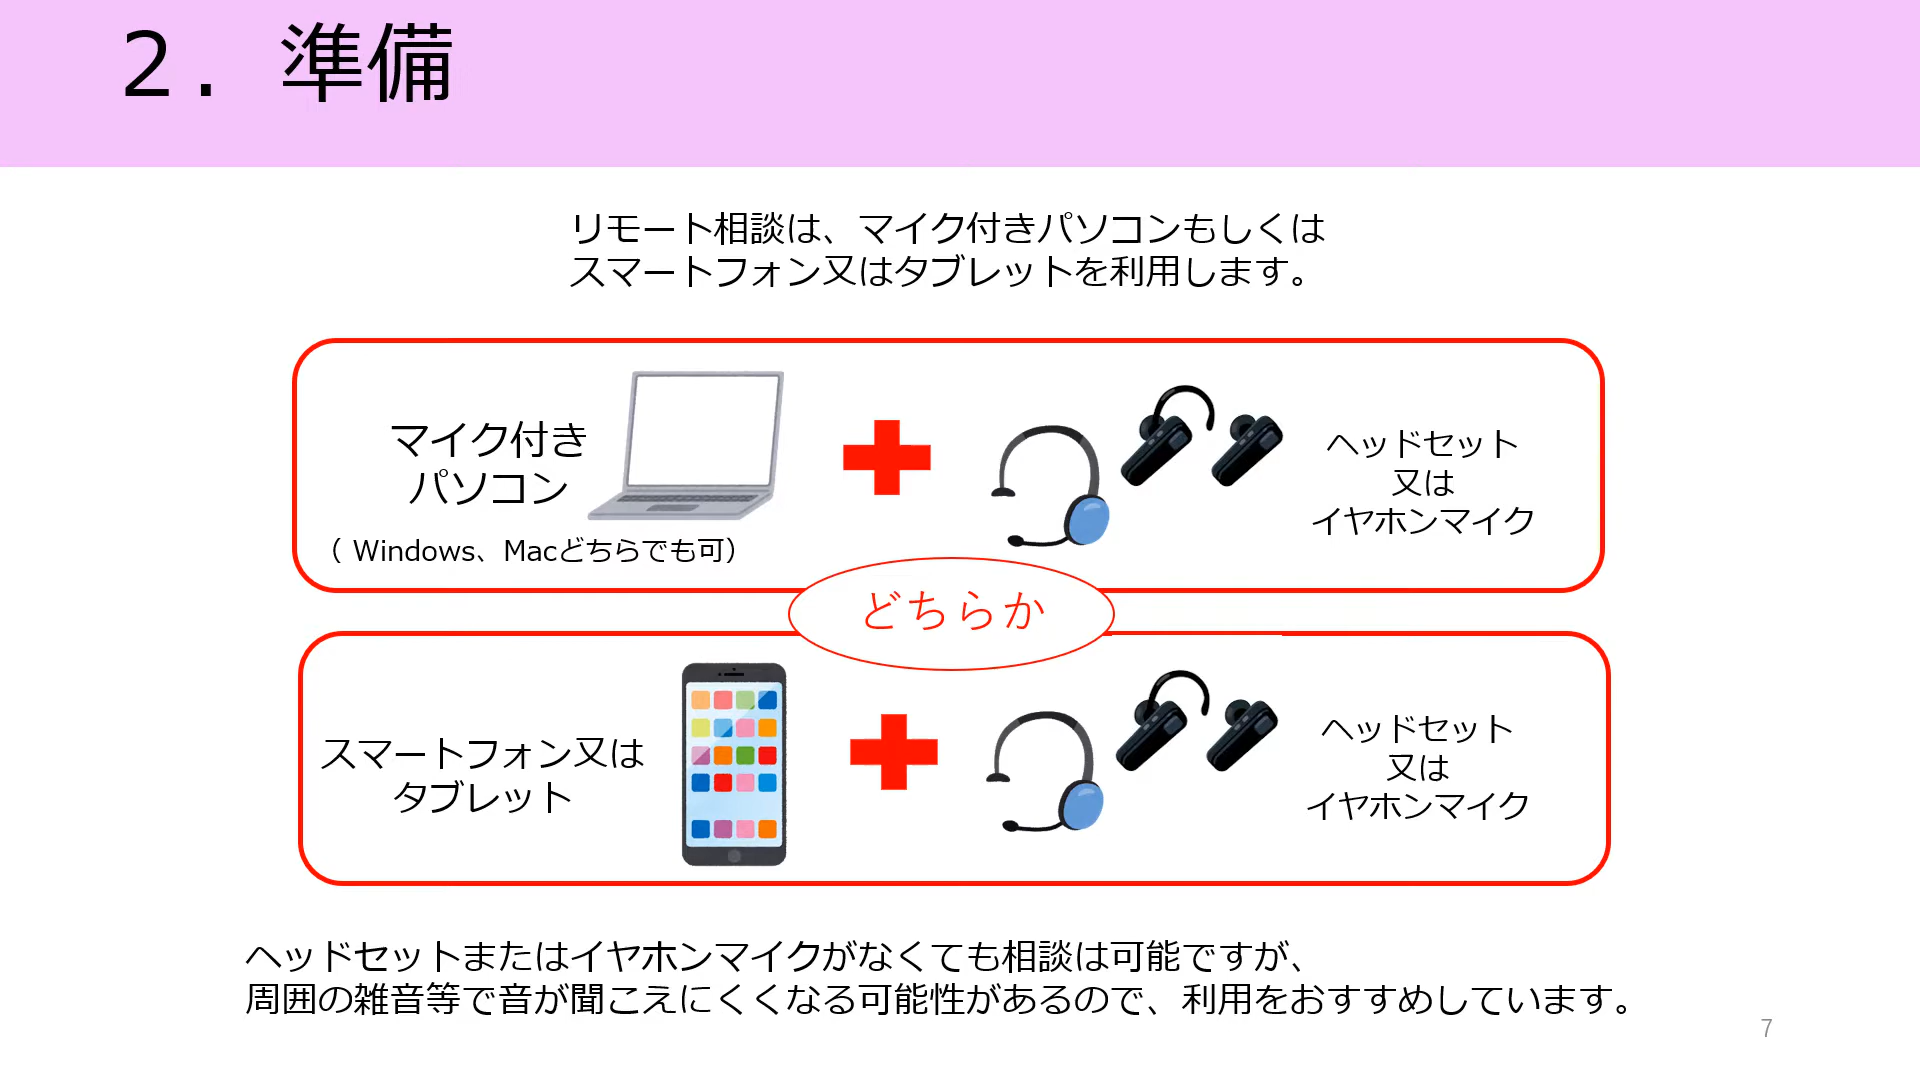 ２．準備
リモート相談は、マイク付きパソコンもしくは
スマートフォン又はタブレットを利用します。
マイク付き
パソコン
（ Windows、Macどちらでも可）
ヘッドセット
又は
イヤホンマイク
どちらか
スマートフォン又は
タブレット
ヘッドセット
又は
イヤホンマイク
ヘッドセットまたはイヤホンマイクがなくても相談は可能ですが、
周囲の雑音等で音が聞こえにくくなる可能性があるので、利用をおすすめしています。
7